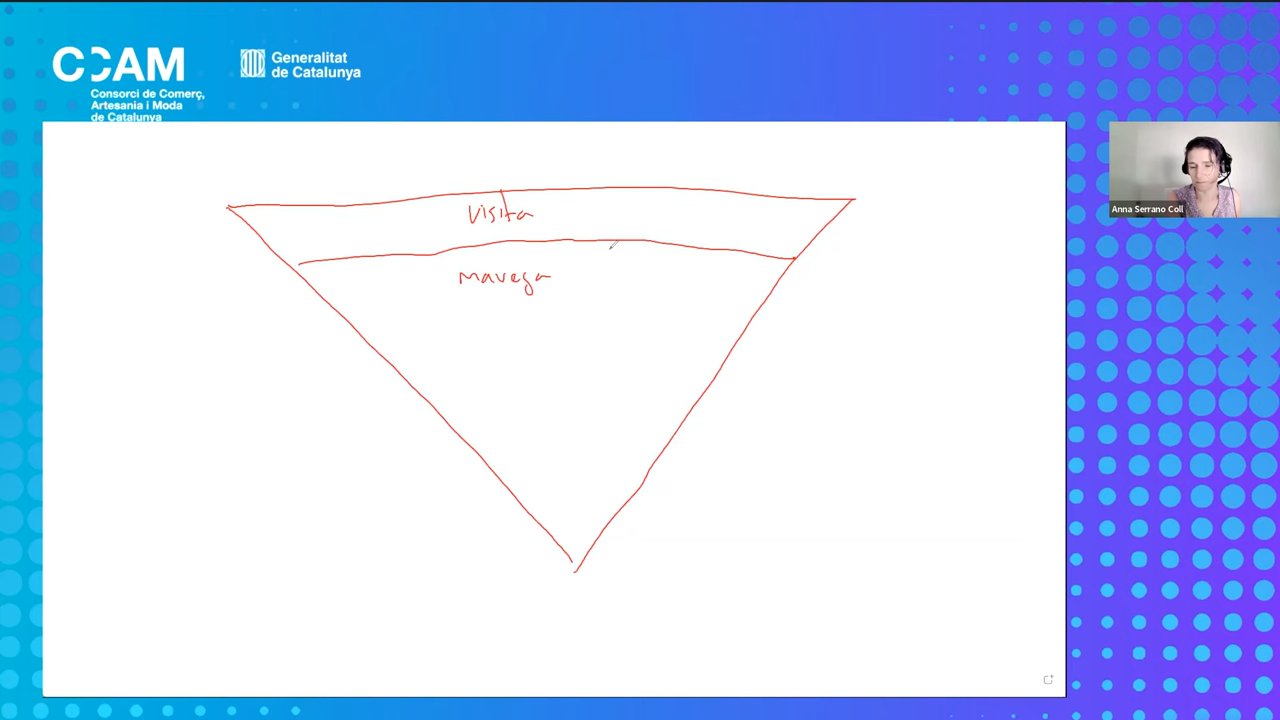 CCAM
Consorci de Comerç,
Artesania i Moda
de Catalunya
Generalitat
de Catalunya
visita
navega
Anna Serrano Coll